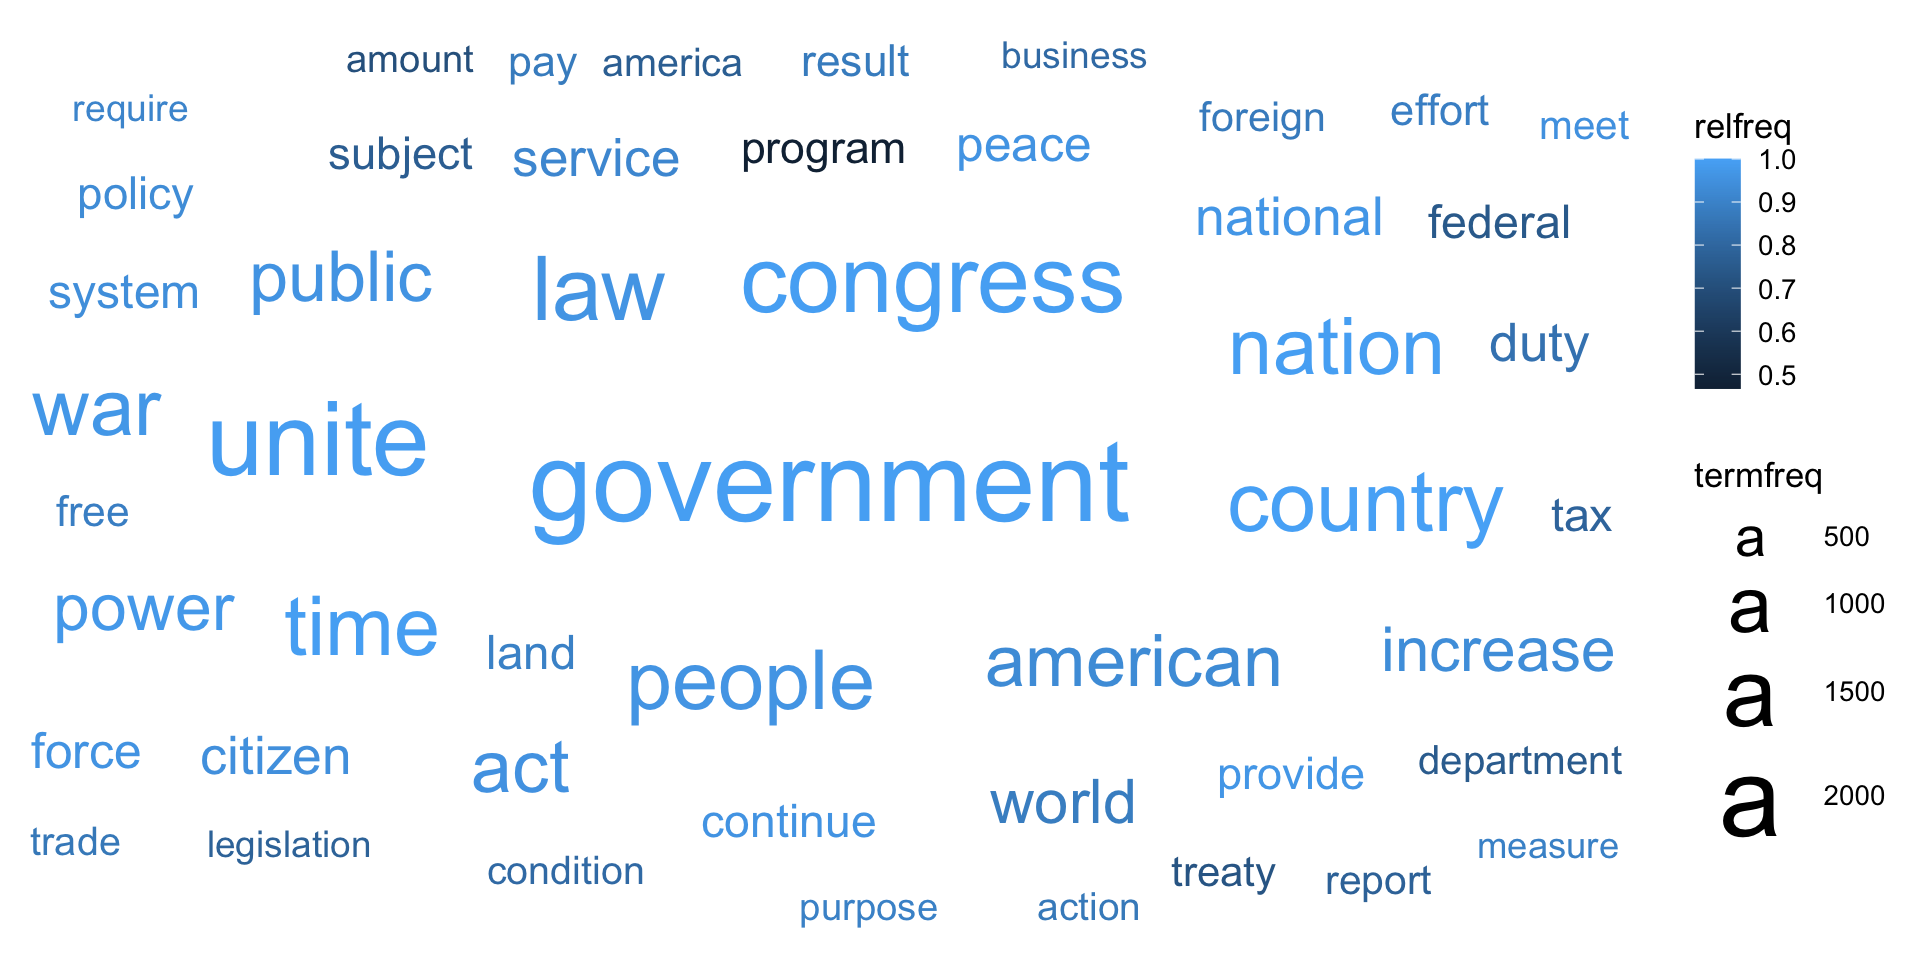 amount pay america result business
require foreign effort meet
subject service program peace
policy national federal
system public law congress
nation duty
war unite government country tax
free
power time land people american increase
force citizen act
continue world provide department
trade legislation condition treaty report measure
purpose action
relfreq
1.0
0.9
0.8
0.7
0.6
0.5
termfreq
a 500
a 1000
a 1500
a 2000